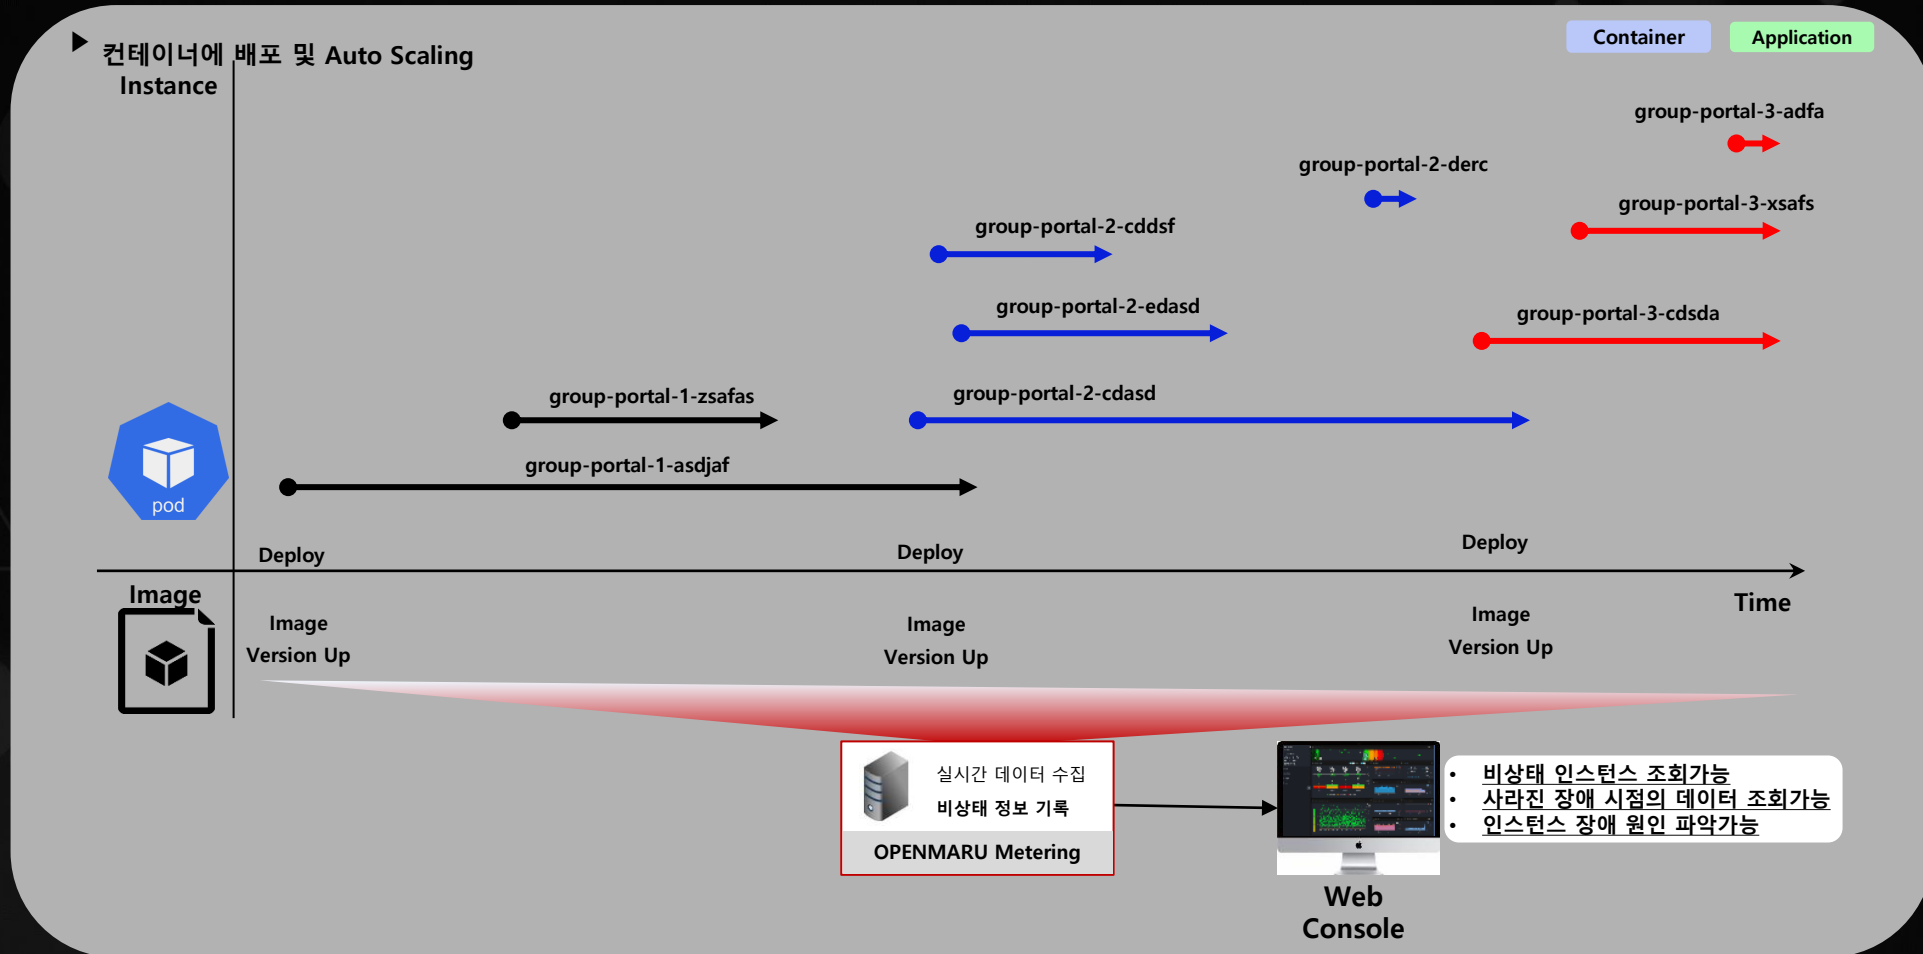 컨테이너에 배포 및 Auto Scaling
Container
Application
Instance
group-portal-3-adfa
group-portal-2-derc
group-portal-3-xsafs
group-portal-2-cddsf
group-portal-2-edasd
group-portal-3-cdsda
group-portal-1-zsafas
group-portal-2-cdasd
group-portal-1-asdjaf
pod
Deploy
Deploy
Deploy
Image
Time
Image
Version Up
Image
Version Up
Image
Version Up
실시간 데이터 수집
비상태 정보 기록
OPENMARU Metering
• 비상태 인스턴스 조회가능
• 사라진 장애 시점의 데이터 조회가능
• 인스턴스 장애 원인 파악가능
Web
Console